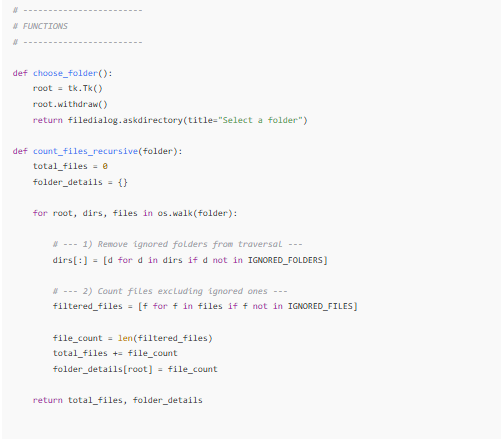 # ------------------------
# FUNCTIONS
# ------------------------
def choose_folder():
    root = tk.Tk()
    root.withdraw()
    return filedialog.askdirectory(title="Select a folder")
def count_files_recursive(folder):
    total_files = 0
    folder_details = {}
    for root, dirs, files in os.walk(folder):
        # --- 1) Remove ignored folders from traversal ---
        dirs[:] = [d for d in dirs if d not in IGNORED_FOLDERS]
        # --- 2) Count files excluding ignored ones ---
        filtered_files = [f for f in files if f not in IGNORED_FILES]
        file_count = len(filtered_files)
        total_files += file_count
        folder_details[root] = file_count
    return total_files, folder_details